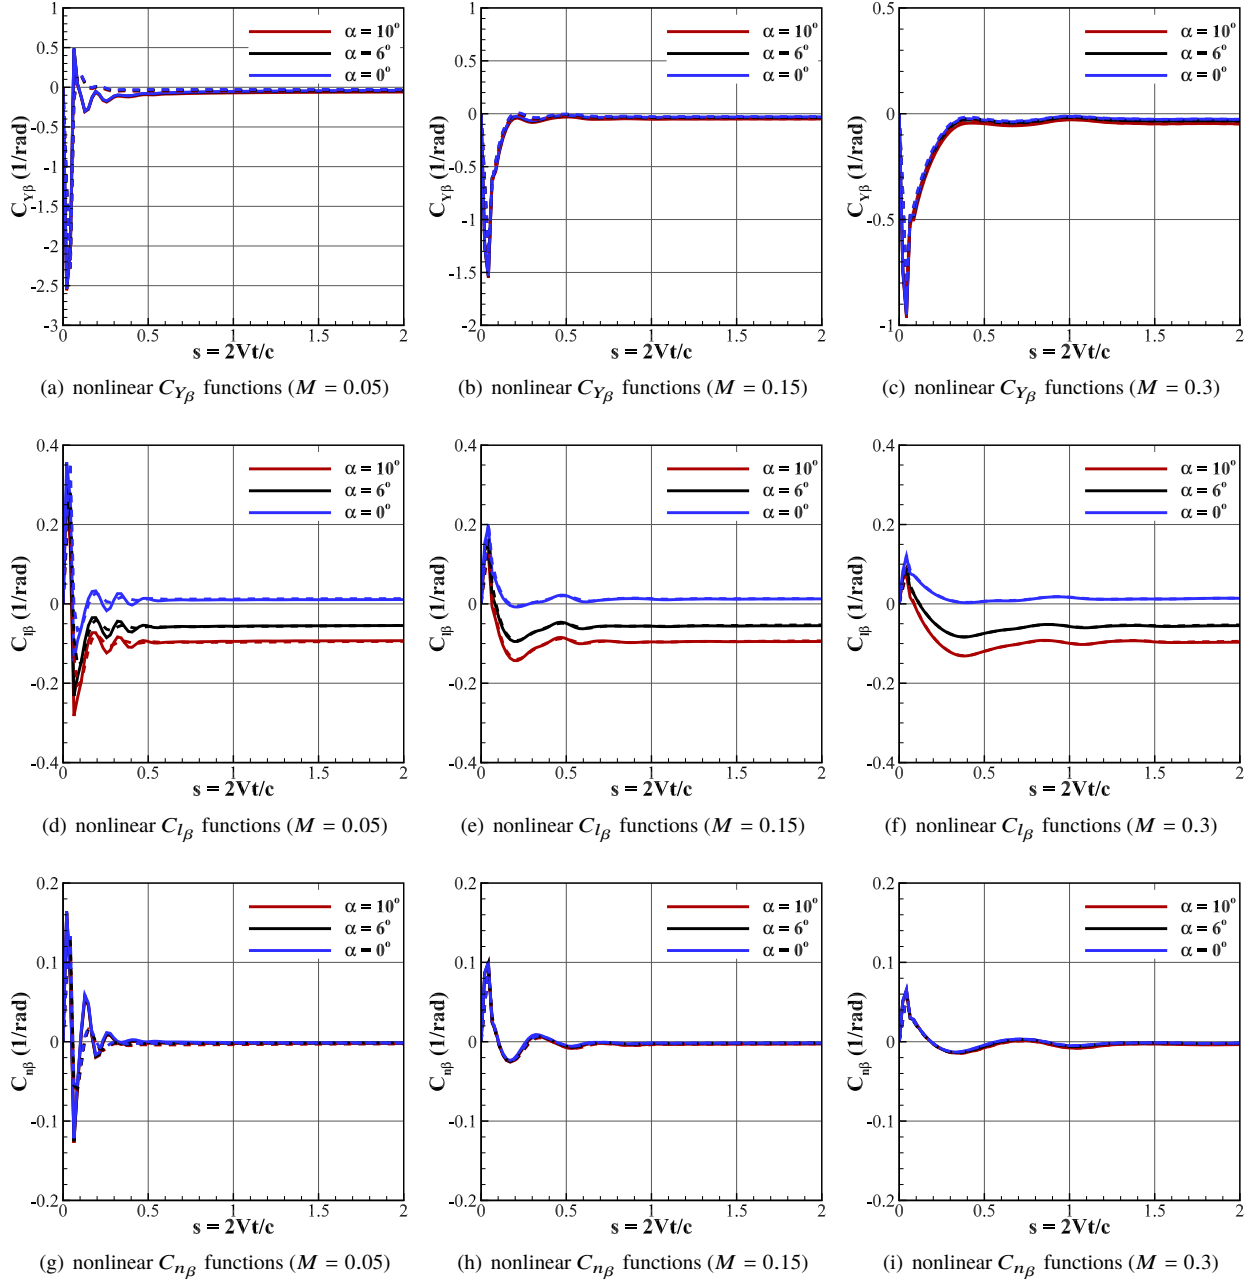 1
0.5
0
-0.5
-1
-1.5
-2
-2.5
-3
0 0.5 1 1.5 2
C_Yβ (1/rad)
s = 2Vt/c
α = 10°
α = 6°
α = 0°
(a) nonlinear C_Yβ functions (M = 0.05)
1
0.5
0
-0.5
-1
-1.5
-2
0 0.5 1 1.5 2
C_Yβ (1/rad)
s = 2Vt/c
α = 10°
α = 6°
α = 0°
(b) nonlinear C_Yβ functions (M = 0.15)
0.5
0
-0.5
-1
0 0.5 1 1.5 2
C_Yβ (1/rad)
s = 2Vt/c
α = 10°
α = 6°
α = 0°
(c) nonlinear C_Yβ functions (M = 0.3)
0.4
0.2
0
-0.2
-0.4
0 0.5 1 1.5 2
C_lβ (1/rad)
s = 2Vt/c
α = 10°
α = 6°
α = 0°
(d) nonlinear C_lβ functions (M = 0.05)
0.4
0.2
0
-0.2
-0.4
0 0.5 1 1.5 2
C_lβ (1/rad)
s = 2Vt/c
α = 10°
α = 6°
α = 0°
(e) nonlinear C_lβ functions (M = 0.15)
0.4
0.2
0
-0.2
-0.4
0 0.5 1 1.5 2
C_lβ (1/rad)
s = 2Vt/c
α = 10°
α = 6°
α = 0°
(f) nonlinear C_lβ functions (M = 0.3)
0.2
0.1
0
-0.1
-0.2
0 0.5 1 1.5 2
C_nβ (1/rad)
s = 2Vt/c
α = 10°
α = 6°
α = 0°
(g) nonlinear C_nβ functions (M = 0.05)
0.2
0.1
0
-0.1
-0.2
0 0.5 1 1.5 2
C_nβ (1/rad)
s = 2Vt/c
α = 10°
α = 6°
α = 0°
(h) nonlinear C_nβ functions (M = 0.15)
0.2
0.1
0
-0.1
-0.2
0 0.5 1 1.5 2
C_nβ (1/rad)
s = 2Vt/c
α = 10°
α = 6°
α = 0°
(i) nonlinear C_nβ functions (M = 0.3)